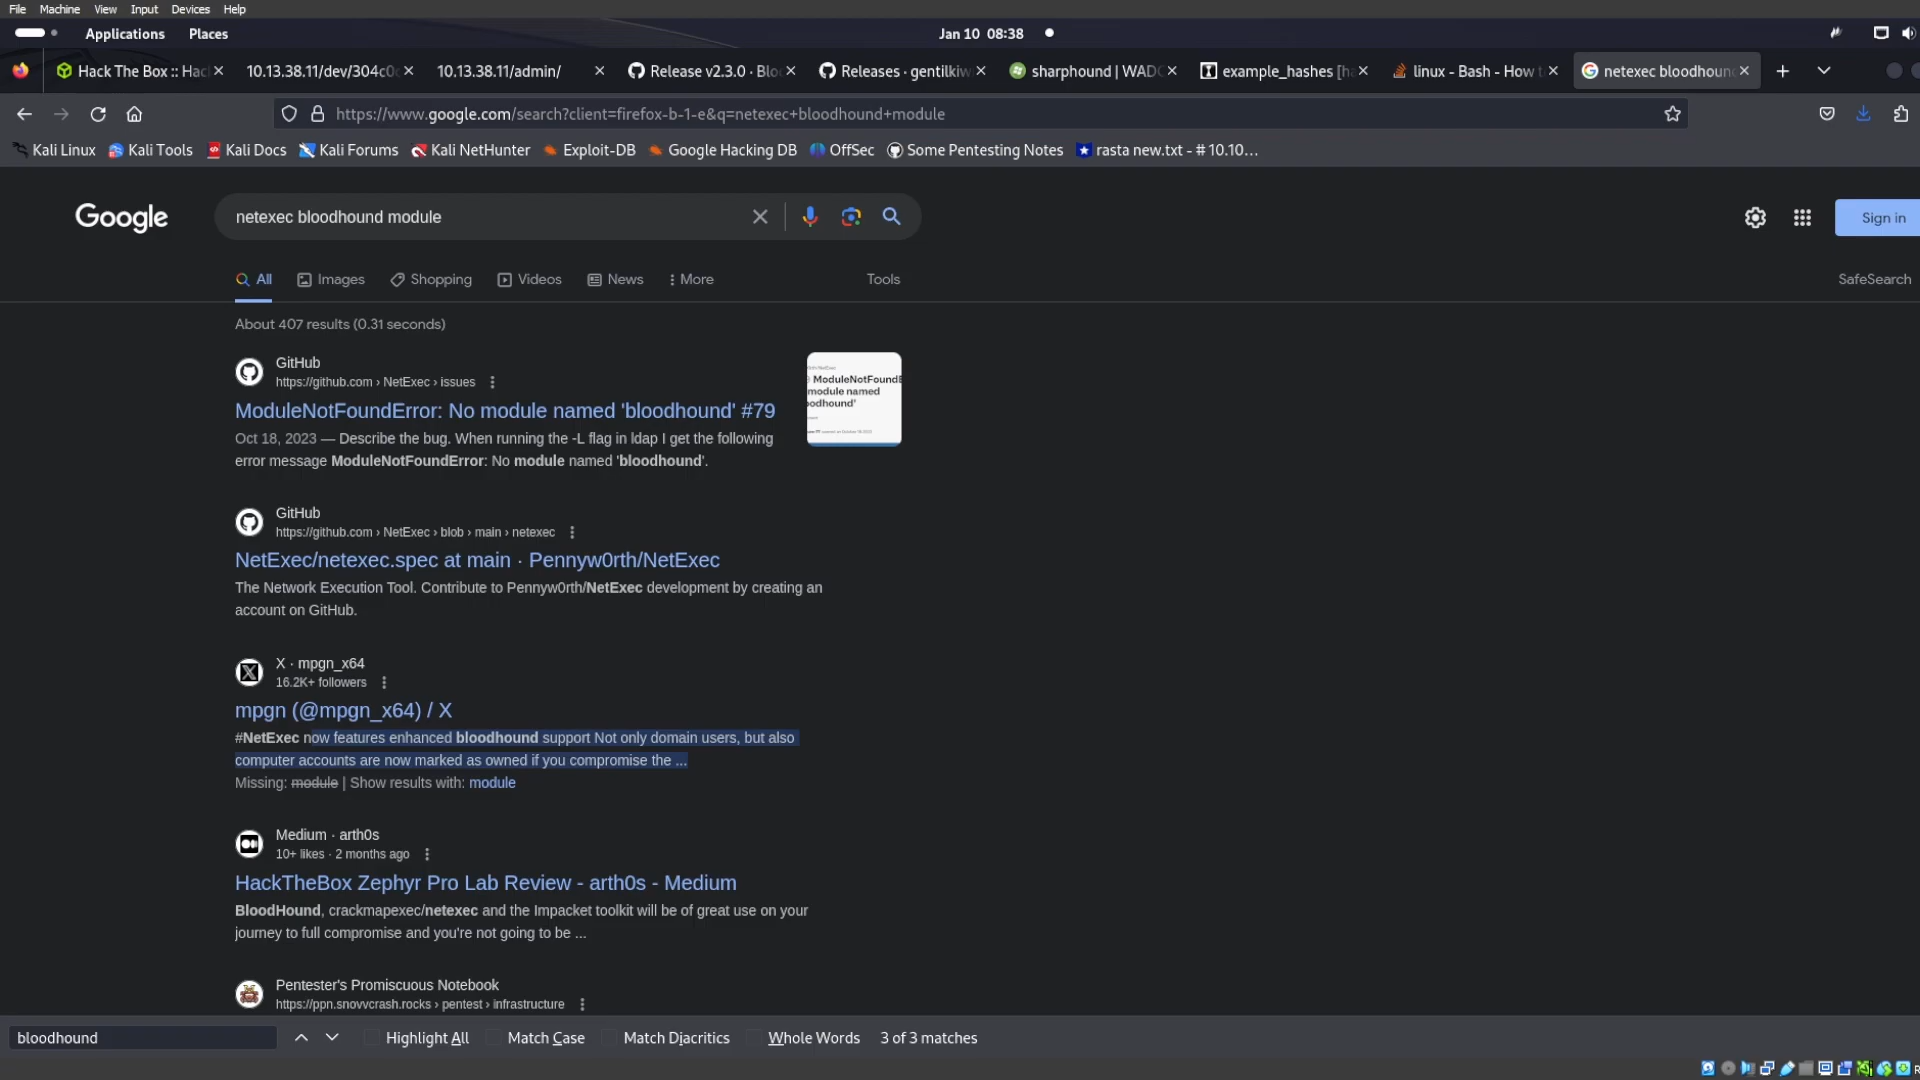 File Machine View Input Devices Help
Applications Places Jan 10 08:38
Hack The Box :: Hac 10.13.38.11/dev/304c0c 10.13.38.11/admin/ Release v2.3.0 · Blo Releases · gentilkiw sharphound | WADC example_hashes [ha linux - Bash - How t netexec bloodhound
https://www.google.com/search?client=firefox-b-1-e&q=netexec+bloodhound+module
Kali Linux Kali Tools Kali Docs Kali Forums Kali NetHunter Exploit-DB Google Hacking DB OffSec Some Pentesting Notes rasta new.txt - # 10.10…
Google netexec bloodhound module Sign in
All Images Shopping Videos News More Tools SafeSearch
About 407 results (0.31 seconds)
GitHub
https://github.com › NetExec › issues
ModuleNotFoundError: No module named 'bloodhound' #79
Oct 18, 2023 — Describe the bug. When running the -L flag in ldap I get the following
error message ModuleNotFoundError: No module named 'bloodhound'.
ModuleNotFoundE
module named
oodhound'
GitHub
https://github.com › NetExec › blob › main › netexec
NetExec/netexec.spec at main · Pennyw0rth/NetExec
The Network Execution Tool. Contribute to Pennyw0rth/NetExec development by creating an
account on GitHub.
X · mpgn_x64
16.2K+ followers
mpgn (@mpgn_x64) / X
#NetExec now features enhanced bloodhound support Not only domain users, but also
computer accounts are now marked as owned if you compromise the ...
Missing: module | Show results with: module
Medium · arth0s
10+ likes · 2 months ago
HackTheBox Zephyr Pro Lab Review - arth0s - Medium
BloodHound, crackmapexec/netexec and the Impacket toolkit will be of great use on your
journey to full compromise and you're not going to be ...
Pentester's Promiscuous Notebook
https://ppn.snovvcrash.rocks › pentest › infrastructure
bloodhound Highlight All Match Case Match Diacritics Whole Words 3 of 3 matches